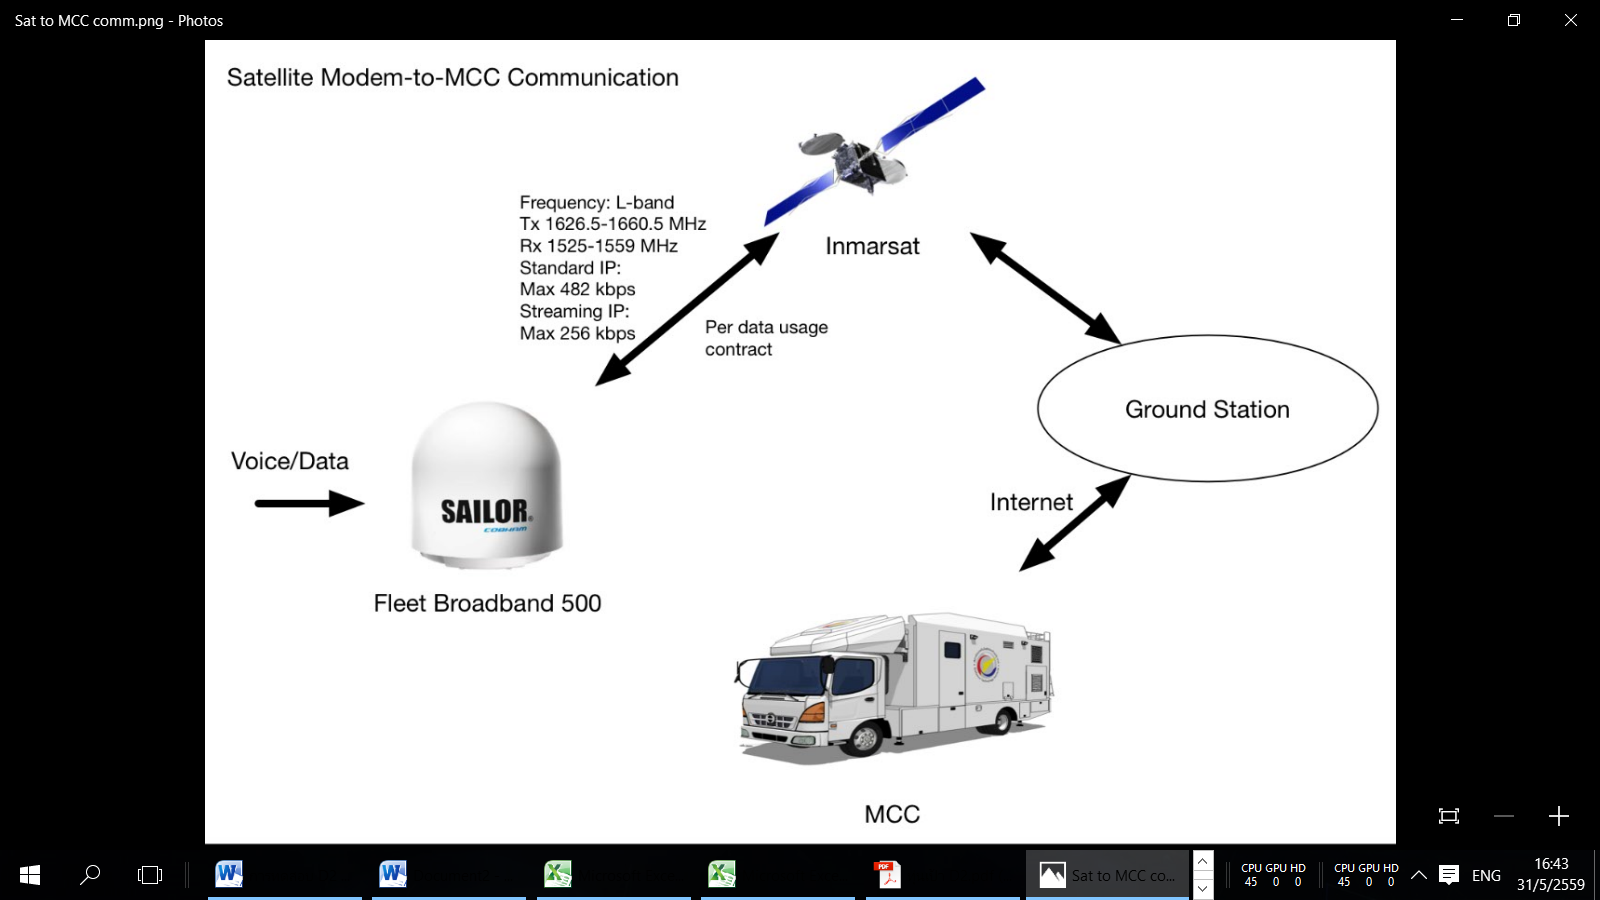 Sat to MCC comm.png - Photos
Satellite Modem-to-MCC Communication
Frequency: L-band
Tx 1626.5-1660.5 MHz
Rx 1525-1559 MHz
Standard IP:
Max 482 kbps
Streaming IP:
Max 256 kbps
Inmarsat
Per data usage
contract
Ground Station
Voice/Data
SAILOR®
COBHAM
Internet
Fleet Broadband 500
MCC
PDF
Sat to MCC co...
CPU GPU HD
45 0 0
CPU GPU HD
45 0 0
ENG
16:43
31/5/2559